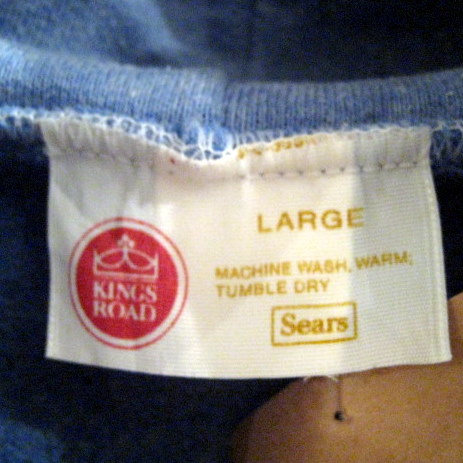 LARGE
KINGS
ROAD
MACHINE WASH, WARM;
TUMBLE DRY
Sears